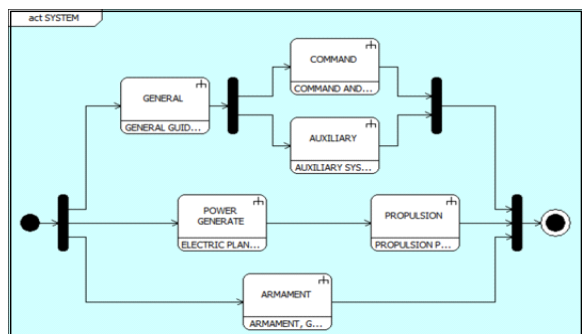 act SYSTEM
COMMAND
COMMAND AND...
GENERAL
GENERAL GUID...
AUXILIARY
AUXILIARY SYS...
POWER
GENERATE
ELECTRIC PLAN...
PROPULSION
PROPULSION P...
ARMAMENT
ARMAMENT, G...